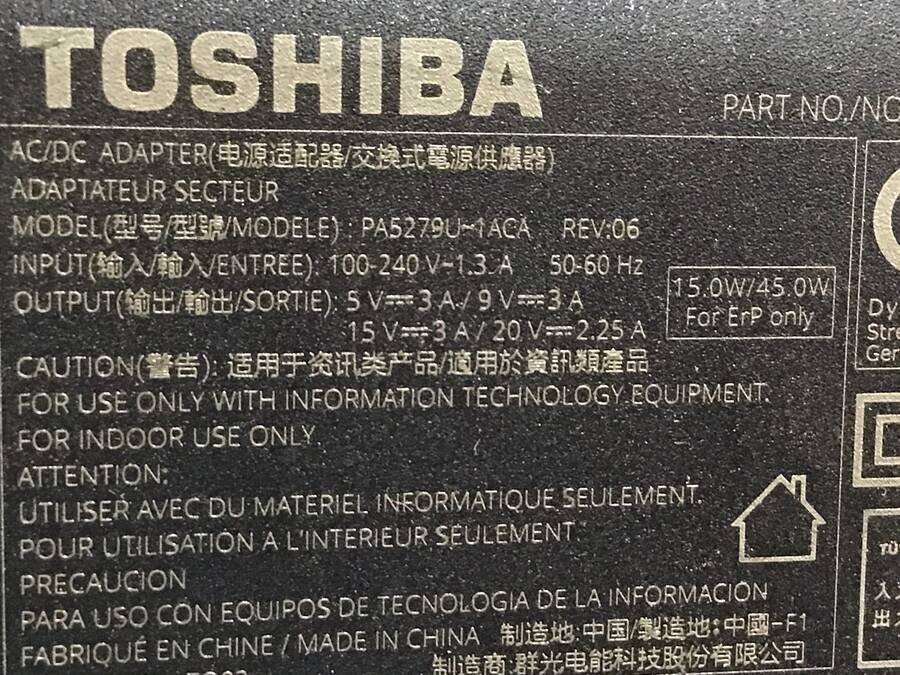 TOSHIBA
PART NO./NO
AC/DC ADAPTER(电源适配器/交換式電源供應器)
ADAPTATEUR SECTEUR
MODEL(型号/型號/MODELE) : PA5279U-1ACA REV:06
INPUT(输入/輸入/ENTREE): 100-240 V~1.3 A 50-60 Hz
OUTPUT(输出/輸出/SORTIE): 5 V⎓3 A / 9 V⎓3 A
15 V⎓3 A / 20 V⎓2.25 A
15.0W/45.0W
For ErP only
CAUTION(警告): 适用于资讯类产品/適用於資訊類產品
FOR USE ONLY WITH INFORMATION TECHNOLOGY EQUIPMENT.
FOR INDOOR USE ONLY.
ATTENTION:
UTILISER AVEC DU MATERIEL INFORMATIQUE SEULEMENT.
POUR UTILISATION A L'INTERIEUR SEULEMENT.
PRECAUCION
PARA USO CON EQUIPOS DE TECNOLOGIA DE LA INFORMACIÓN
FABRIQUÉ EN CHINE / MADE IN CHINA 制造地:中国/製造地:中國-F1
制造商:群光电能科技股份有限公司
Dy
Stre
Ger
TÜ
入
出